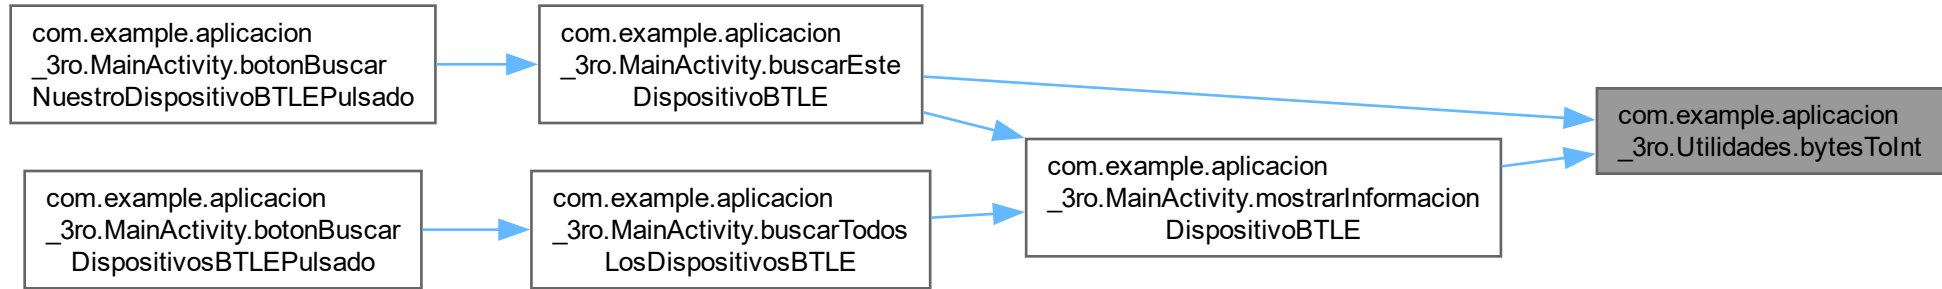 com.example.aplicacion
_3ro.MainActivity.botonBuscar
NuestroDispositivoBTLEPulsado
com.example.aplicacion
_3ro.MainActivity.buscarEste
DispositivoBTLE
com.example.aplicacion
_3ro.Utilidades.bytesToInt
com.example.aplicacion
_3ro.MainActivity.mostrarInformacion
DispositivoBTLE
com.example.aplicacion
_3ro.MainActivity.botonBuscar
DispositivosBTLEPulsado
com.example.aplicacion
_3ro.MainActivity.buscarTodos
LosDispositivosBTLE